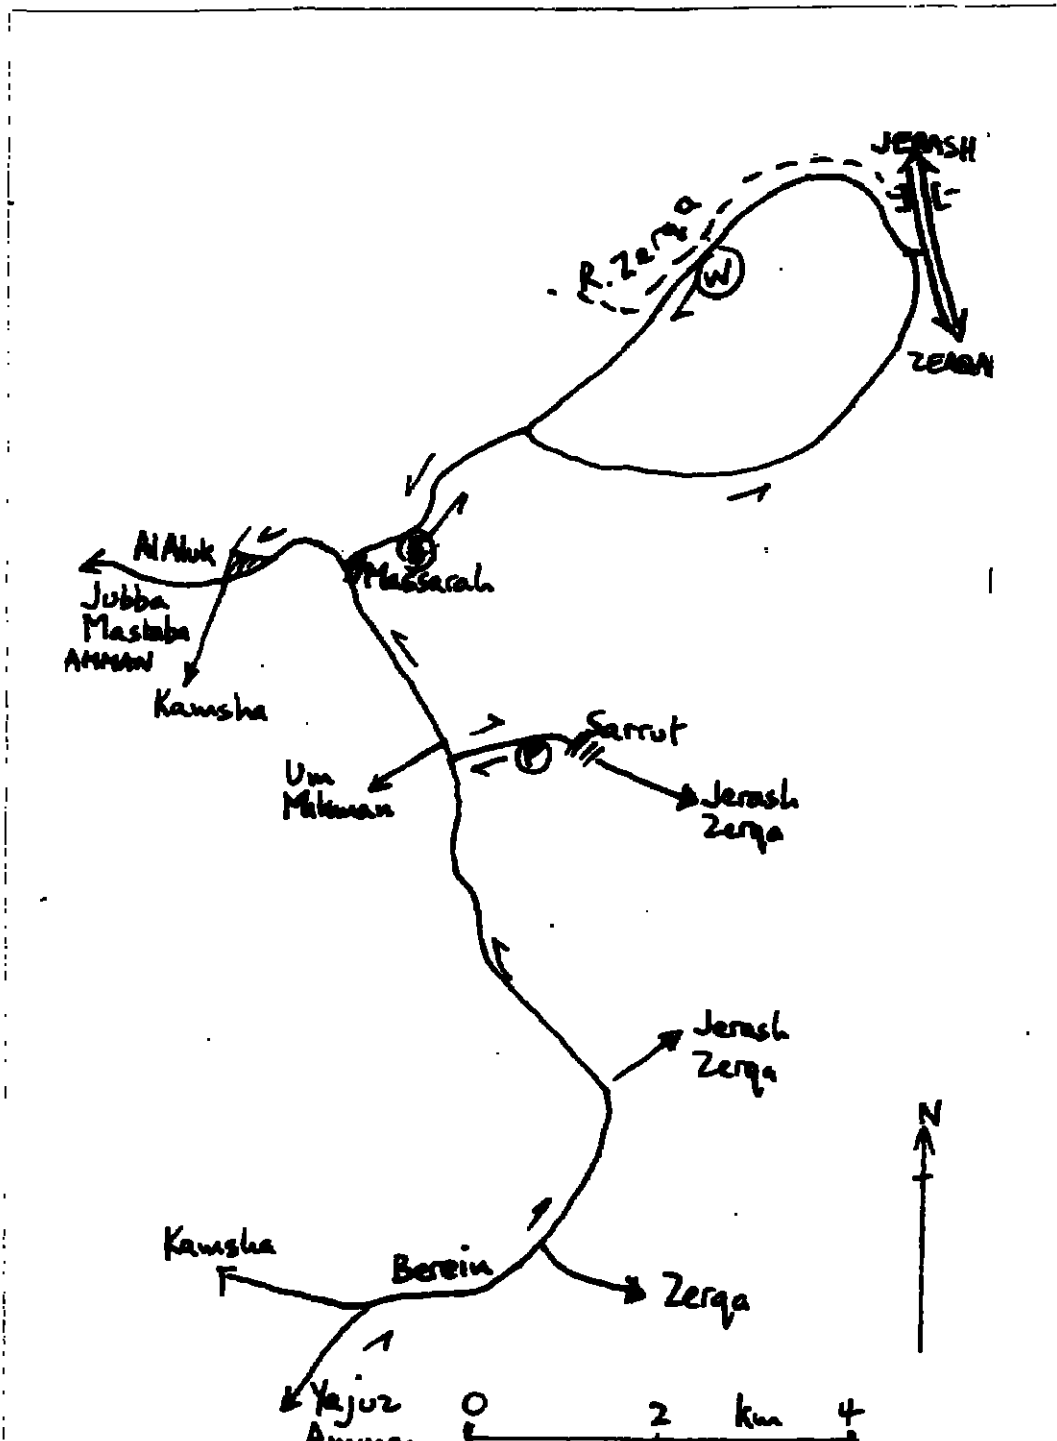 JERASH
R. Zerqa
W
ZERQA
Al Aluk
Massarah
Jubba
Mastaba
AMMAN
Kamsha
Sarrut
Um
P
Jerash
Zerqa
Jerash
Zerqa
N
Kamsha
Berein
Zerqa
Yajuz
0 2 km 4